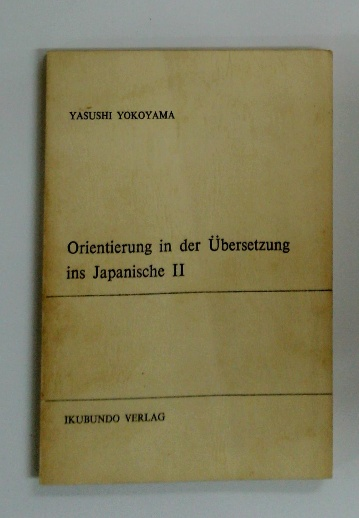 YASUSHI YOKOYAMA
Orientierung in der Übersetzung
ins Japanische II
IKUBUNDO VERLAG